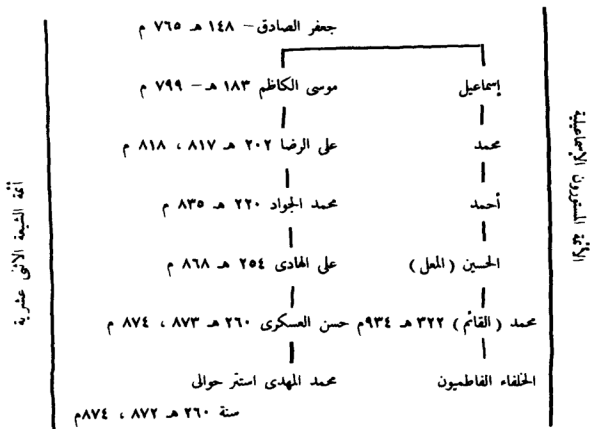 جعفر الصادق – ١٤٨ هـ ٧٦٥ م
إسماعيل
موسى الكاظم ١٨٣ هـ – ٧٩٩ م
محمد
على الرضا ٢٠٢ هـ ٨١٧ ، ٨١٨ م
أحمد
محمد الجواد ٢٢٠ هـ ٨٣٥ م
الحسين ( المعل )
على الهادى ٢٥٤ هـ ٨٦٨ م
محمد ( القائم ) ٣٢٢ هـ ٩٣٤م
حسن العسكرى ٢٦٠ هـ ٨٧٣ ، ٨٧٤ م
الخلفاء الفاطميون
محمد المهدى استتر حوالى
سنة ٢٦٠ هـ ٨٧٢ ، ٨٧٤م
الأئمة المستورون الإسماعيلية
أئمة الشيعة الاثنى عشرية